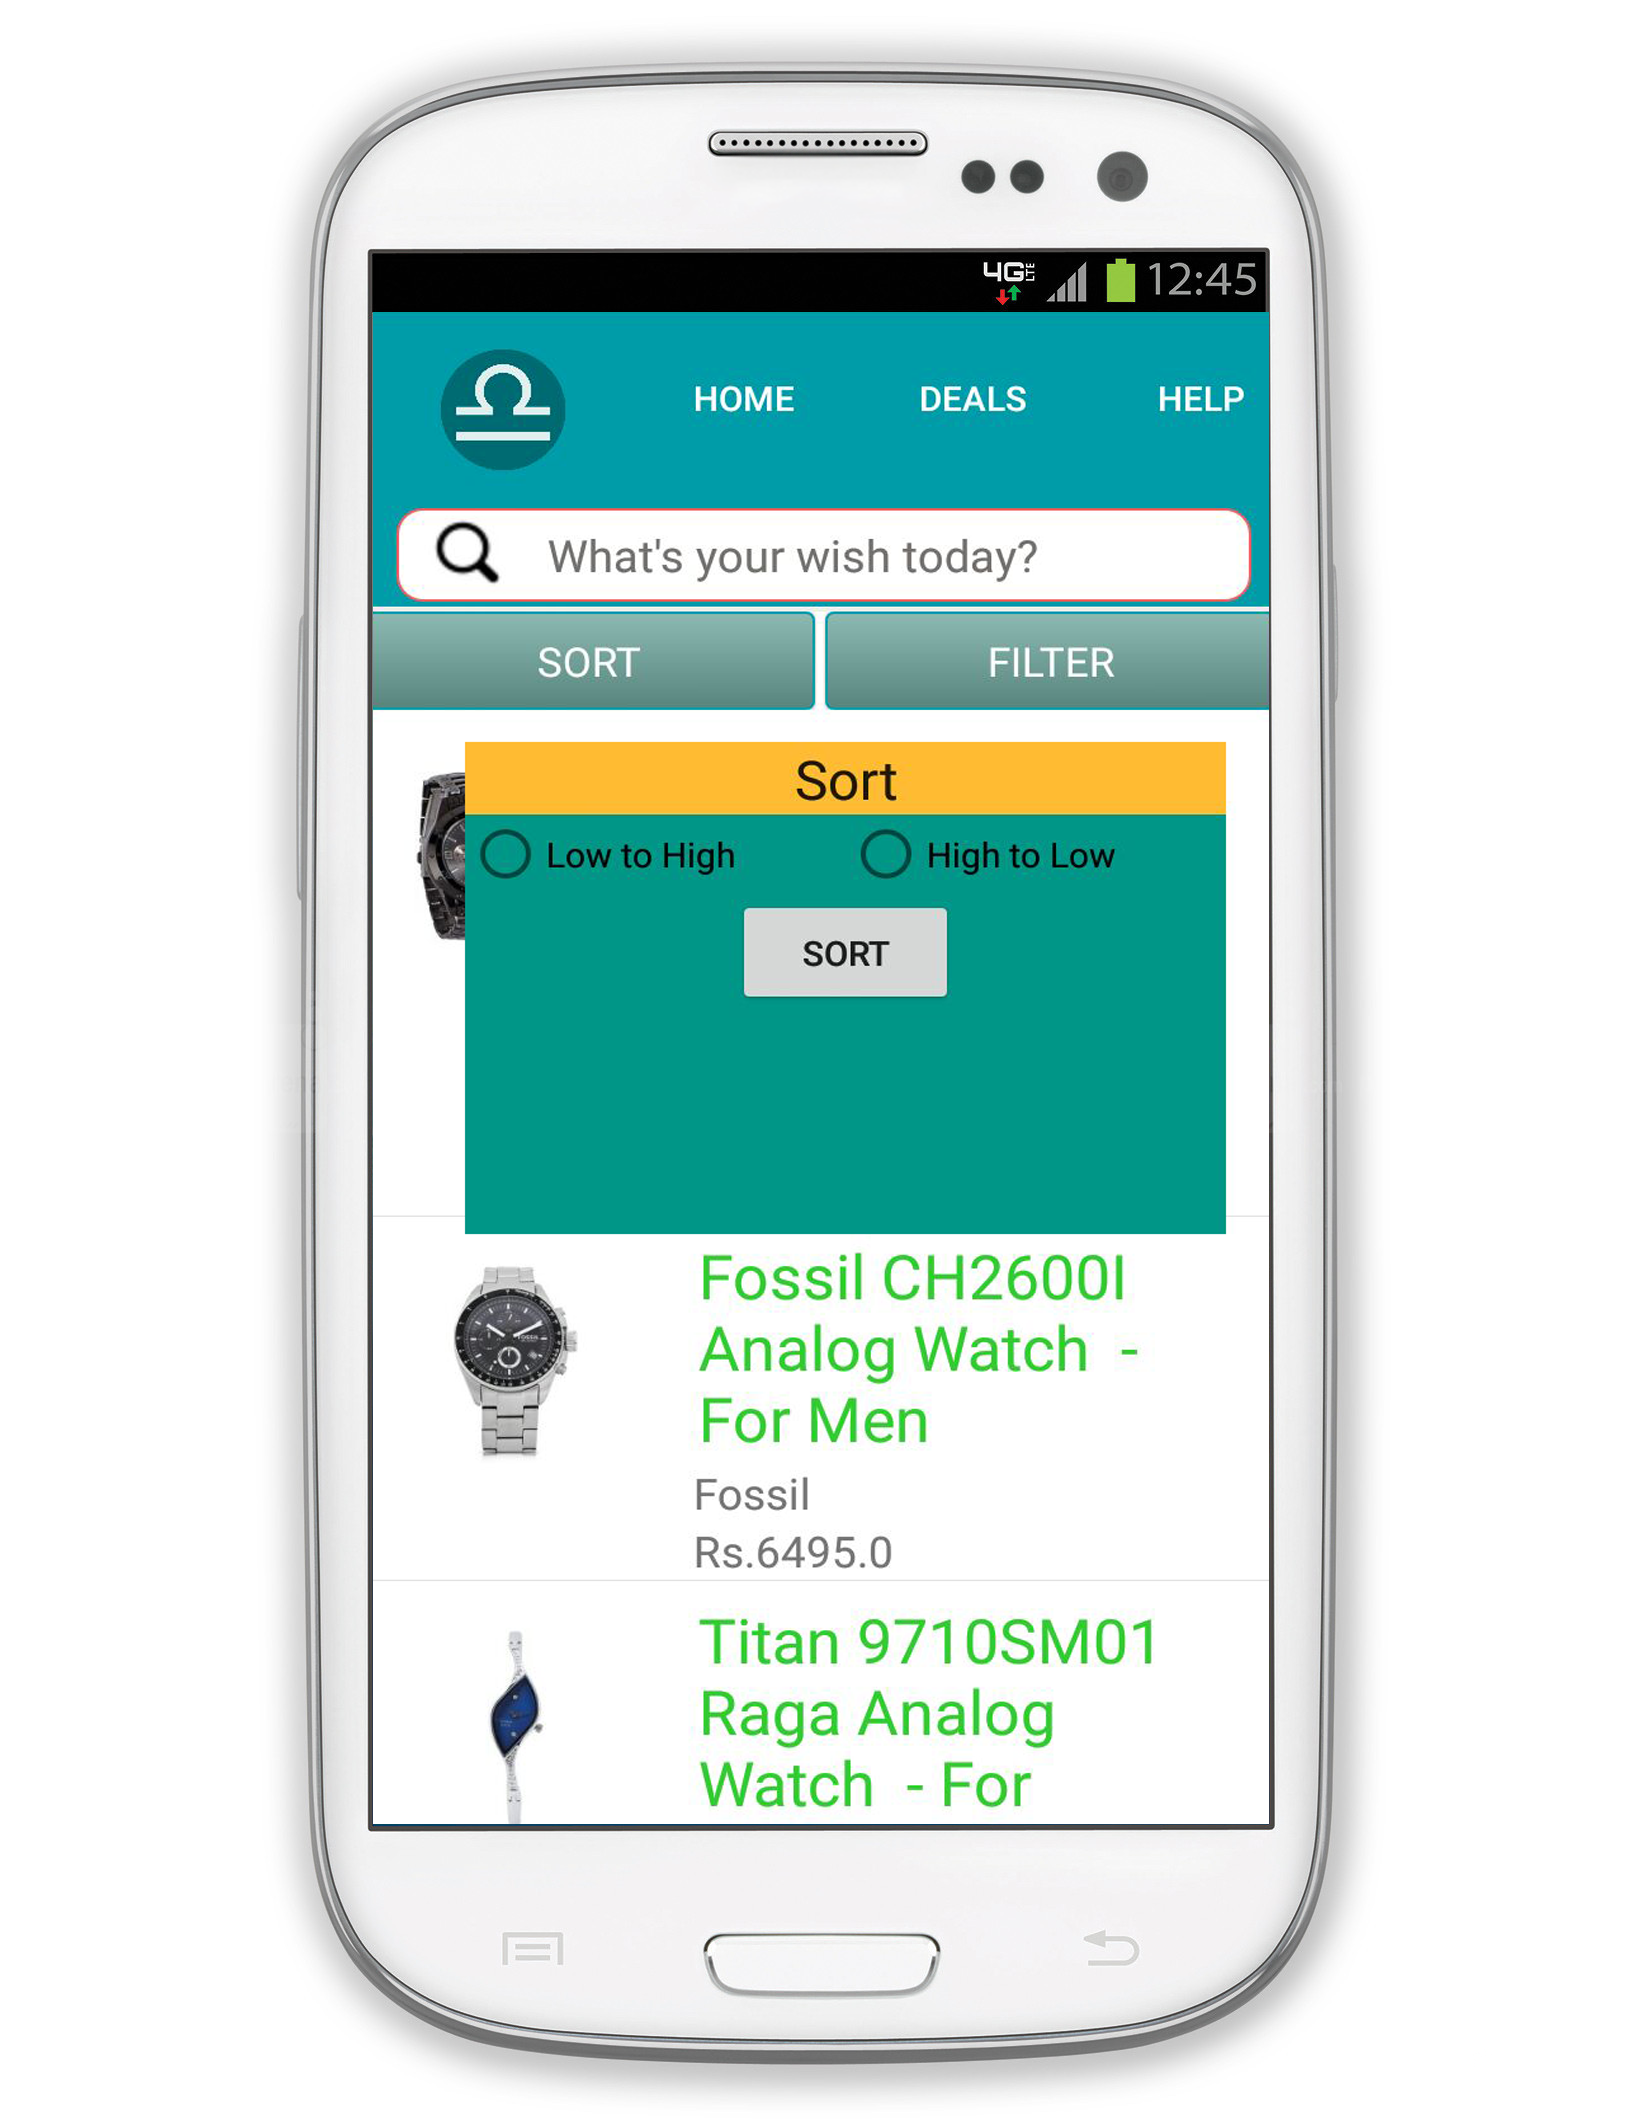 4G LTE 12:45
HOME DEALS HELP
What's your wish today?
SORT FILTER
Sort
Low to High High to Low
SORT
Fossil CH2600I
Analog Watch -
For Men
Fossil
Rs.6495.0
Titan 9710SM01
Raga Analog
Watch - For